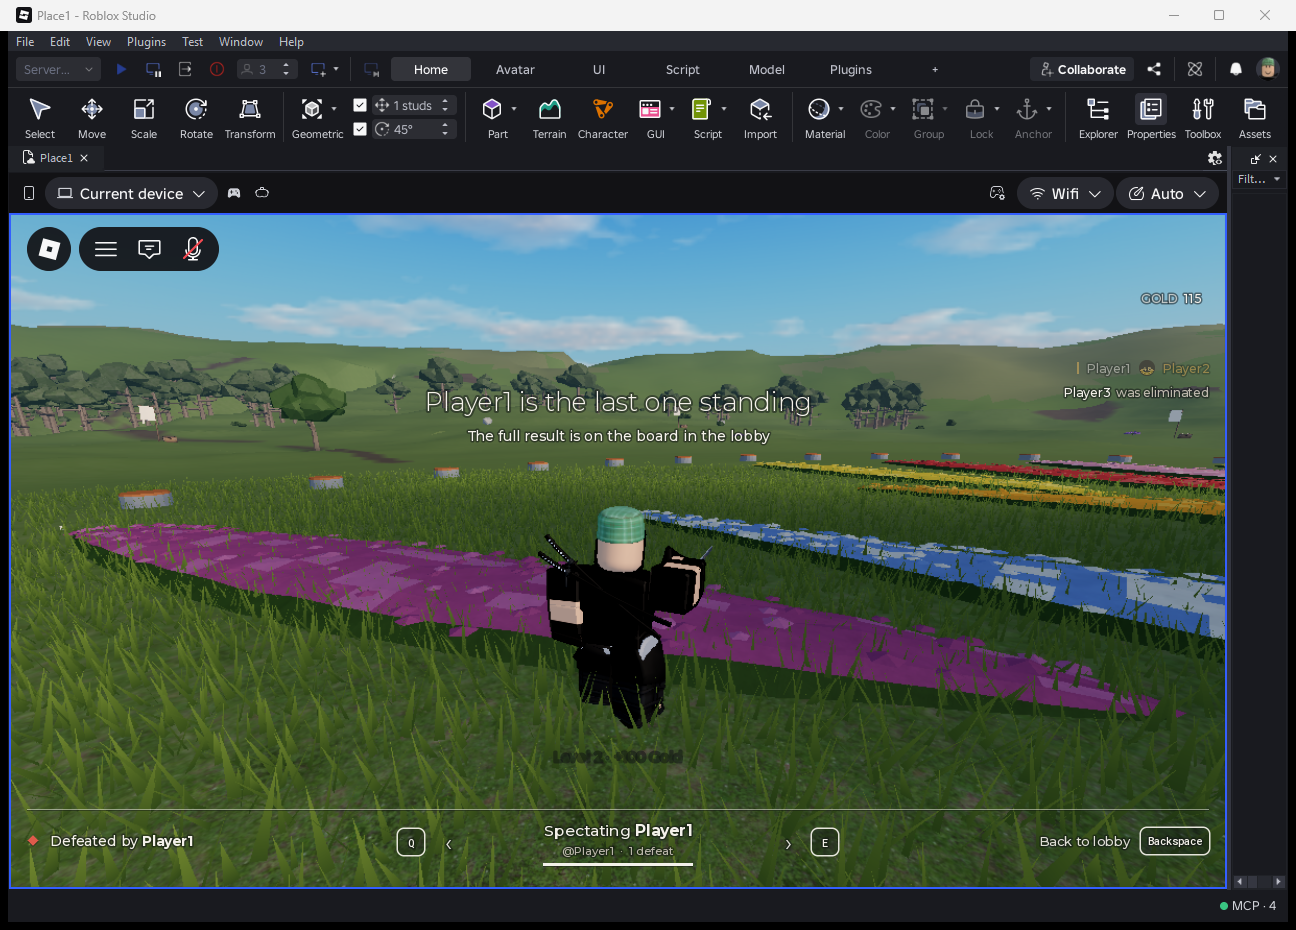 Place1 - Roblox Studio
File Edit View Plugins Test Window Help
Server... 3 Home Avatar UI Script Model Plugins + Collaborate
1 studs
45°
Select Move Scale Rotate Transform Geometric Part Terrain Character GUI Script Import Material Color Group Lock Anchor Explorer Properties Toolbox Assets
Place1
Filt...
Current device Wifi Auto
GOLD 115
Player1 Player2
Player3 was eliminated
Player1 is the last one standing
The full result is on the board in the lobby
Level 2 · +100 Gold
Defeated by Player1
Q ‹ Spectating Player1 › E
@Player1 · 1 defeat
Back to lobby Backspace
MCP · 4